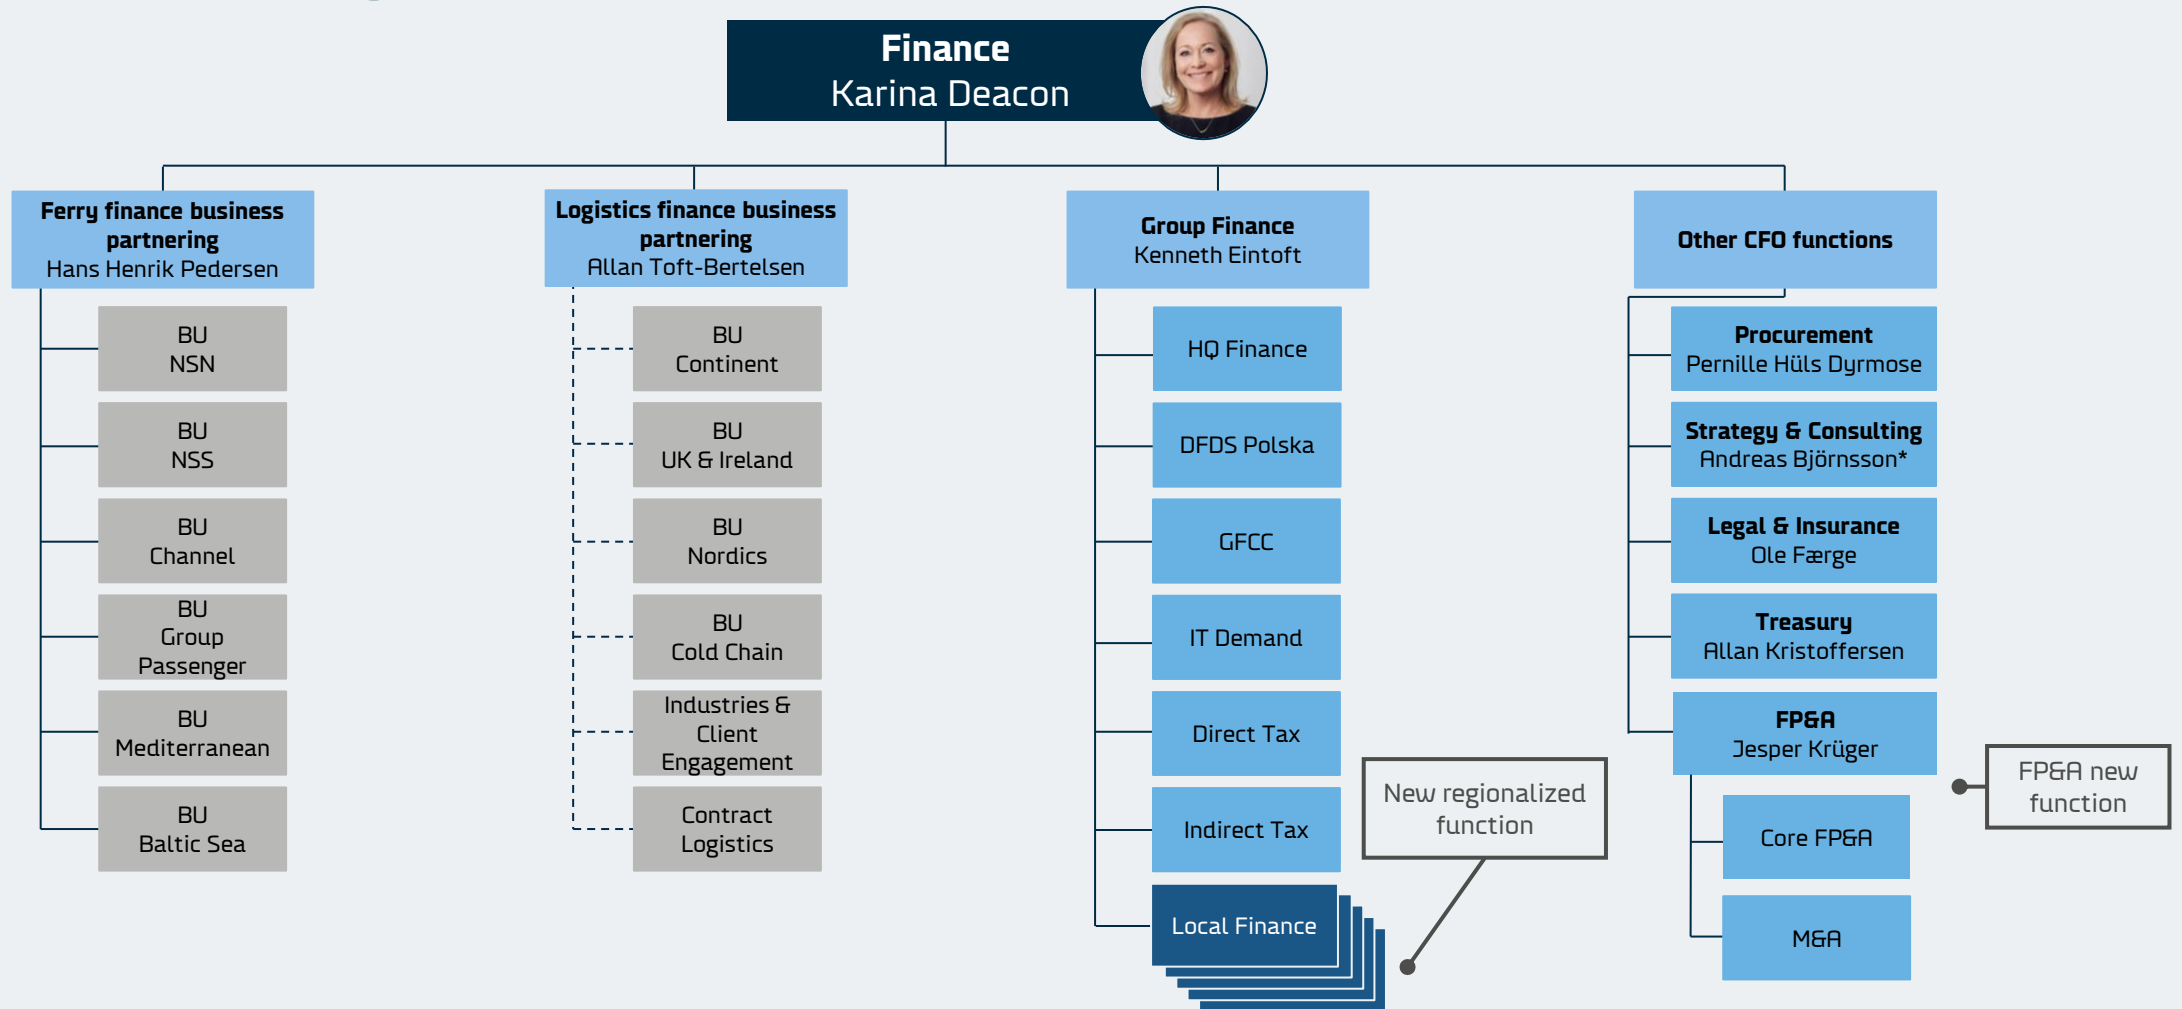 Finance
Karina Deacon
Ferry finance business
partnering
Hans Henrik Pedersen
BU
NSN
BU
NSS
BU
Channel
BU
Group
Passenger
BU
Mediterranean
BU
Baltic Sea
Logistics finance business
partnering
Allan Toft-Bertelsen
BU
Continent
BU
UK & Ireland
BU
Nordics
BU
Cold Chain
Industries &
Client
Engagement
Contract
Logistics
Group Finance
Kenneth Eintoft
HQ Finance
DFDS Polska
GFCC
IT Demand
Direct Tax
Indirect Tax
Local Finance
New regionalized
function
Other CFO functions
Procurement
Pernille Hüls Dyrmose
Strategy & Consulting
Andreas Björnsson*
Legal & Insurance
Ole Færge
Treasury
Allan Kristoffersen
FP&A
Jesper Krüger
Core FP&A
M&A
FP&A new
function